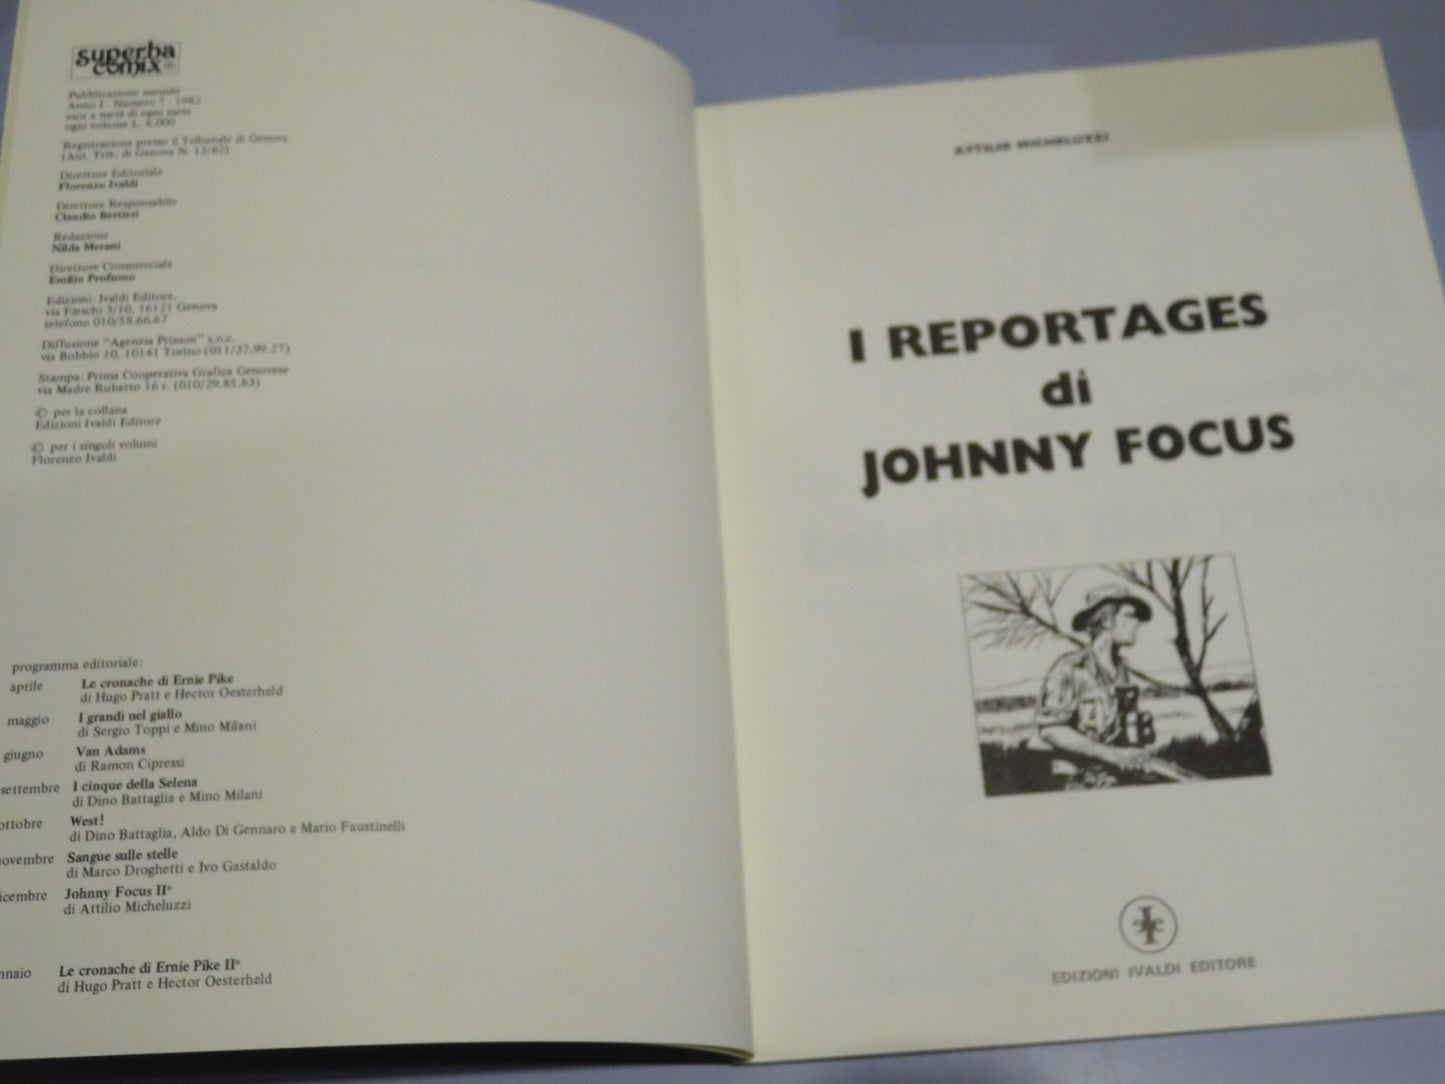 superba
comix
Pubblicazione mensile
Anno I - Numero 7 - 1982
esce a metà di ogni mese
ogni volume L. 6.000
Registrazione presso il Tribunale di Genova
(Aut. Trib. di Genova N. 13/82)
Direttore Editoriale
Florenzo Ivaldi
Direttore Responsabile
Claudio Bertieri
Redazione
Nilda Merani
Direttore Commerciale
Emilio Profumo
Edizioni: Ivaldi Editore,
via Fieschi 3/10, 16121 Genova
telefono 010/58.66.67
Diffusione "Agenzia Primon" s.n.c.
via Bobbio 10, 10141 Torino (011/37.90.27)
Stampa: Prima Cooperativa Grafica Genovese
via Madre Rubatto 16 r. (010/29.85.83)
© per la collana
Edizioni Ivaldi Editore
© per i singoli volumi
Florenzo Ivaldi
programma editoriale:
aprile Le cronache di Ernie Pike
di Hugo Pratt e Hector Oesterheld
maggio I grandi nel giallo
di Sergio Toppi e Mino Milani
giugno Van Adams
di Ramon Cipressi
settembre I cinque della Selena
di Dino Battaglia e Mino Milani
ottobre West!
di Dino Battaglia, Aldo Di Gennaro e Mario Faustinelli
novembre Sangue sulle stelle
di Marco Droghetti e Ivo Gastaldo
icembre Johnny Focus II°
di Attilio Micheluzzi
nnaio Le cronache di Ernie Pike II°
di Hugo Pratt e Hector Oesterheld
ATTILIO MICHELUZZI
I REPORTAGES
di
JOHNNY FOCUS
telefilm del rischio
EDIZIONI IVALDI EDITORE